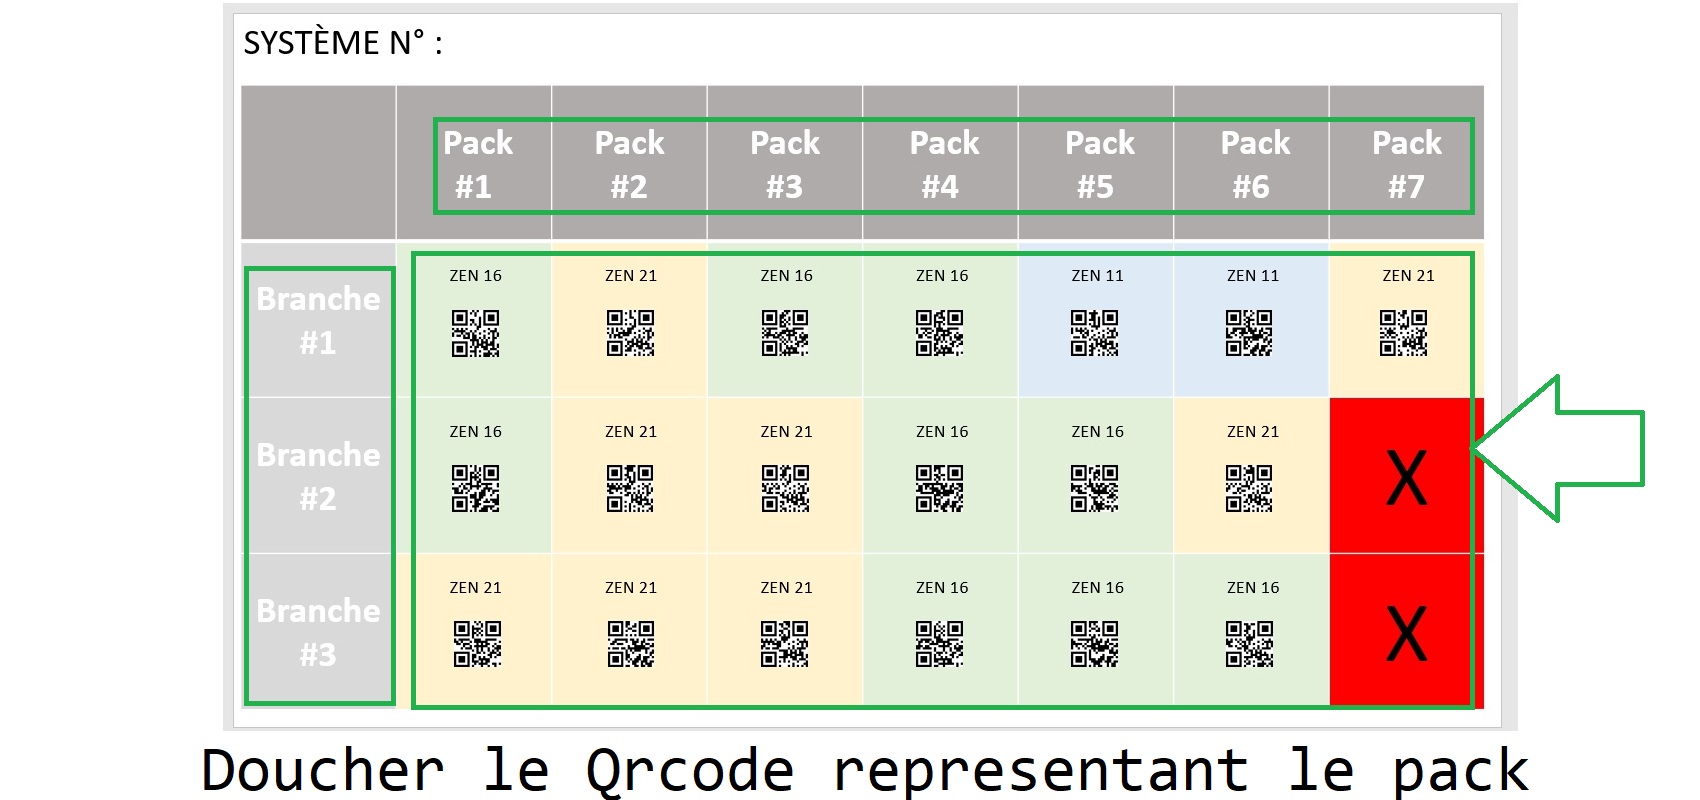 SYSTÈME N° :
Pack #1 Pack #2 Pack #3 Pack #4 Pack #5 Pack #6 Pack #7
Branche #1 ZEN 16 ZEN 21 ZEN 16 ZEN 16 ZEN 11 ZEN 11 ZEN 21
Branche #2 ZEN 16 ZEN 21 ZEN 21 ZEN 16 ZEN 16 ZEN 21 X
Branche #3 ZEN 21 ZEN 21 ZEN 21 ZEN 16 ZEN 16 ZEN 16 X
Doucher le Qrcode representant le pack